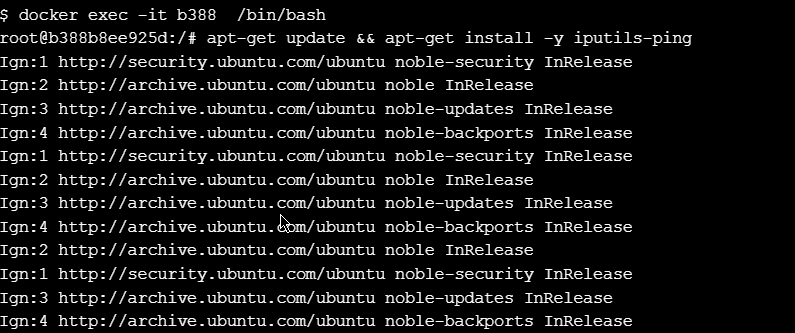 $ docker exec -it b388  /bin/bash
root@b388b8ee925d:/# apt-get update && apt-get install -y iputils-ping
Ign:1 http://security.ubuntu.com/ubuntu noble-security InRelease
Ign:2 http://archive.ubuntu.com/ubuntu noble InRelease
Ign:3 http://archive.ubuntu.com/ubuntu noble-updates InRelease
Ign:4 http://archive.ubuntu.com/ubuntu noble-backports InRelease
Ign:1 http://security.ubuntu.com/ubuntu noble-security InRelease
Ign:2 http://archive.ubuntu.com/ubuntu noble InRelease
Ign:3 http://archive.ubuntu.com/ubuntu noble-updates InRelease
Ign:4 http://archive.ubuntu.com/ubuntu noble-backports InRelease
Ign:2 http://archive.ubuntu.com/ubuntu noble InRelease
Ign:1 http://security.ubuntu.com/ubuntu noble-security InRelease
Ign:3 http://archive.ubuntu.com/ubuntu noble-updates InRelease
Ign:4 http://archive.ubuntu.com/ubuntu noble-backports InRelease